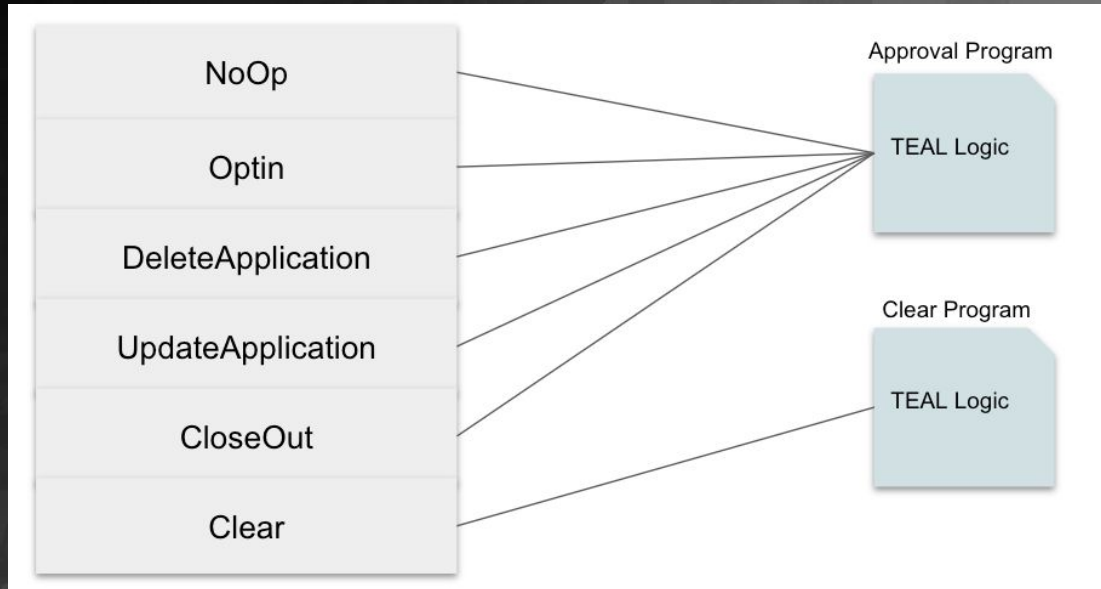 NoOp
Optin
DeleteApplication
UpdateApplication
CloseOut
Clear
Approval Program
TEAL Logic
Clear Program
TEAL Logic